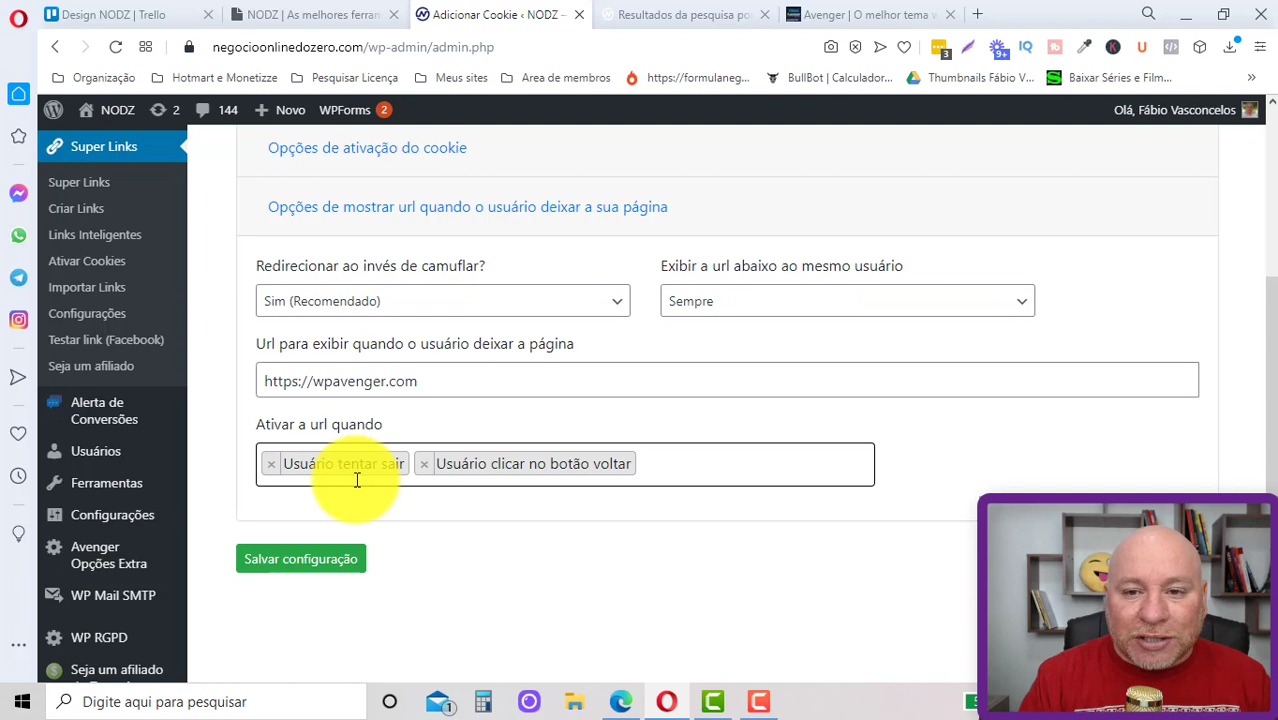 Design NODZ | Trello
NODZ | As melhores ferran
Adicionar Cookie ‹ NODZ –
Resultados da pesquisa po
Avenger | O melhor tema v
negocioonlinedozero.com/wp-admin/admin.php
3
9+
IQ
K
U
Organização
Hotmart e Monetizze
Pesquisar Licença
Meus sites
Area de membros
https://formulaneg...
BullBot | Calculador...
Thumbnails Fábio V...
S
Baixar Séries e Film...
»
NODZ
2
144
Novo
WPForms 2
Olá, Fábio Vasconcelos
Super Links
Super Links
Criar Links
Links Inteligentes
Ativar Cookies
Importar Links
Configurações
Testar link (Facebook)
Seja um afiliado
Alerta de
Conversões
Usuários
Ferramentas
Configurações
Avenger
Opções Extra
WP Mail SMTP
WP RGPD
Seja um afiliado
Opções de ativação do cookie
Opções de mostrar url quando o usuário deixar a sua página
Redirecionar ao invés de camuflar?
Exibir a url abaixo ao mesmo usuário
Sim (Recomendado)
Sempre
Url para exibir quando o usuário deixar a página
https://wpavenger.com
Ativar a url quando
× Usuário tentar sair × Usuário clicar no botão voltar
Salvar configuração
Digite aqui para pesquisar
1